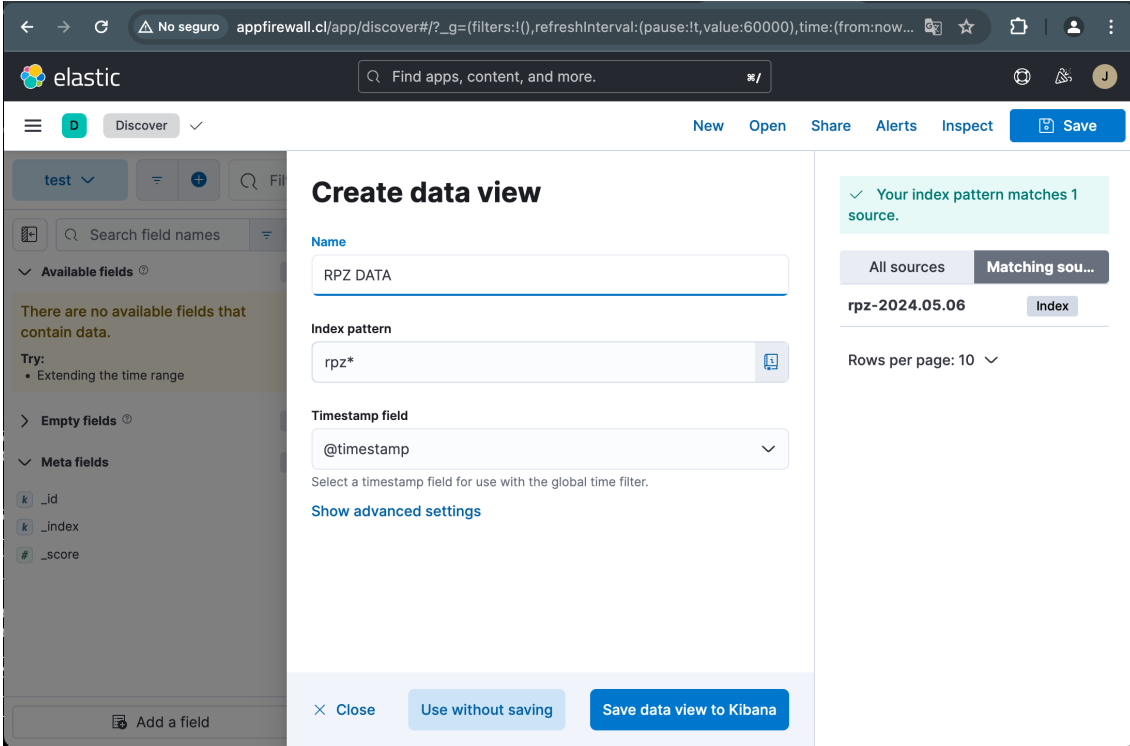 No seguro
appfirewall.cl/app/discover#/?_g=(filters:!(),refreshInterval:(pause:!t,value:60000),time:(from:now...
elastic
Find apps, content, and more.
⌘/
J
D
Discover
New
Open
Share
Alerts
Inspect
Save
test
Filt
Search field names
Available fields
There are no available fields that
contain data.
Try:
• Extending the time range
Empty fields
Meta fields
k _id
k _index
# _score
Add a field
Create data view
Name
RPZ DATA
Index pattern
rpz*
Timestamp field
@timestamp
Select a timestamp field for use with the global time filter.
Show advanced settings
Close
Use without saving
Save data view to Kibana
Your index pattern matches 1
source.
All sources
Matching sou...
rpz-2024.05.06
Index
Rows per page: 10